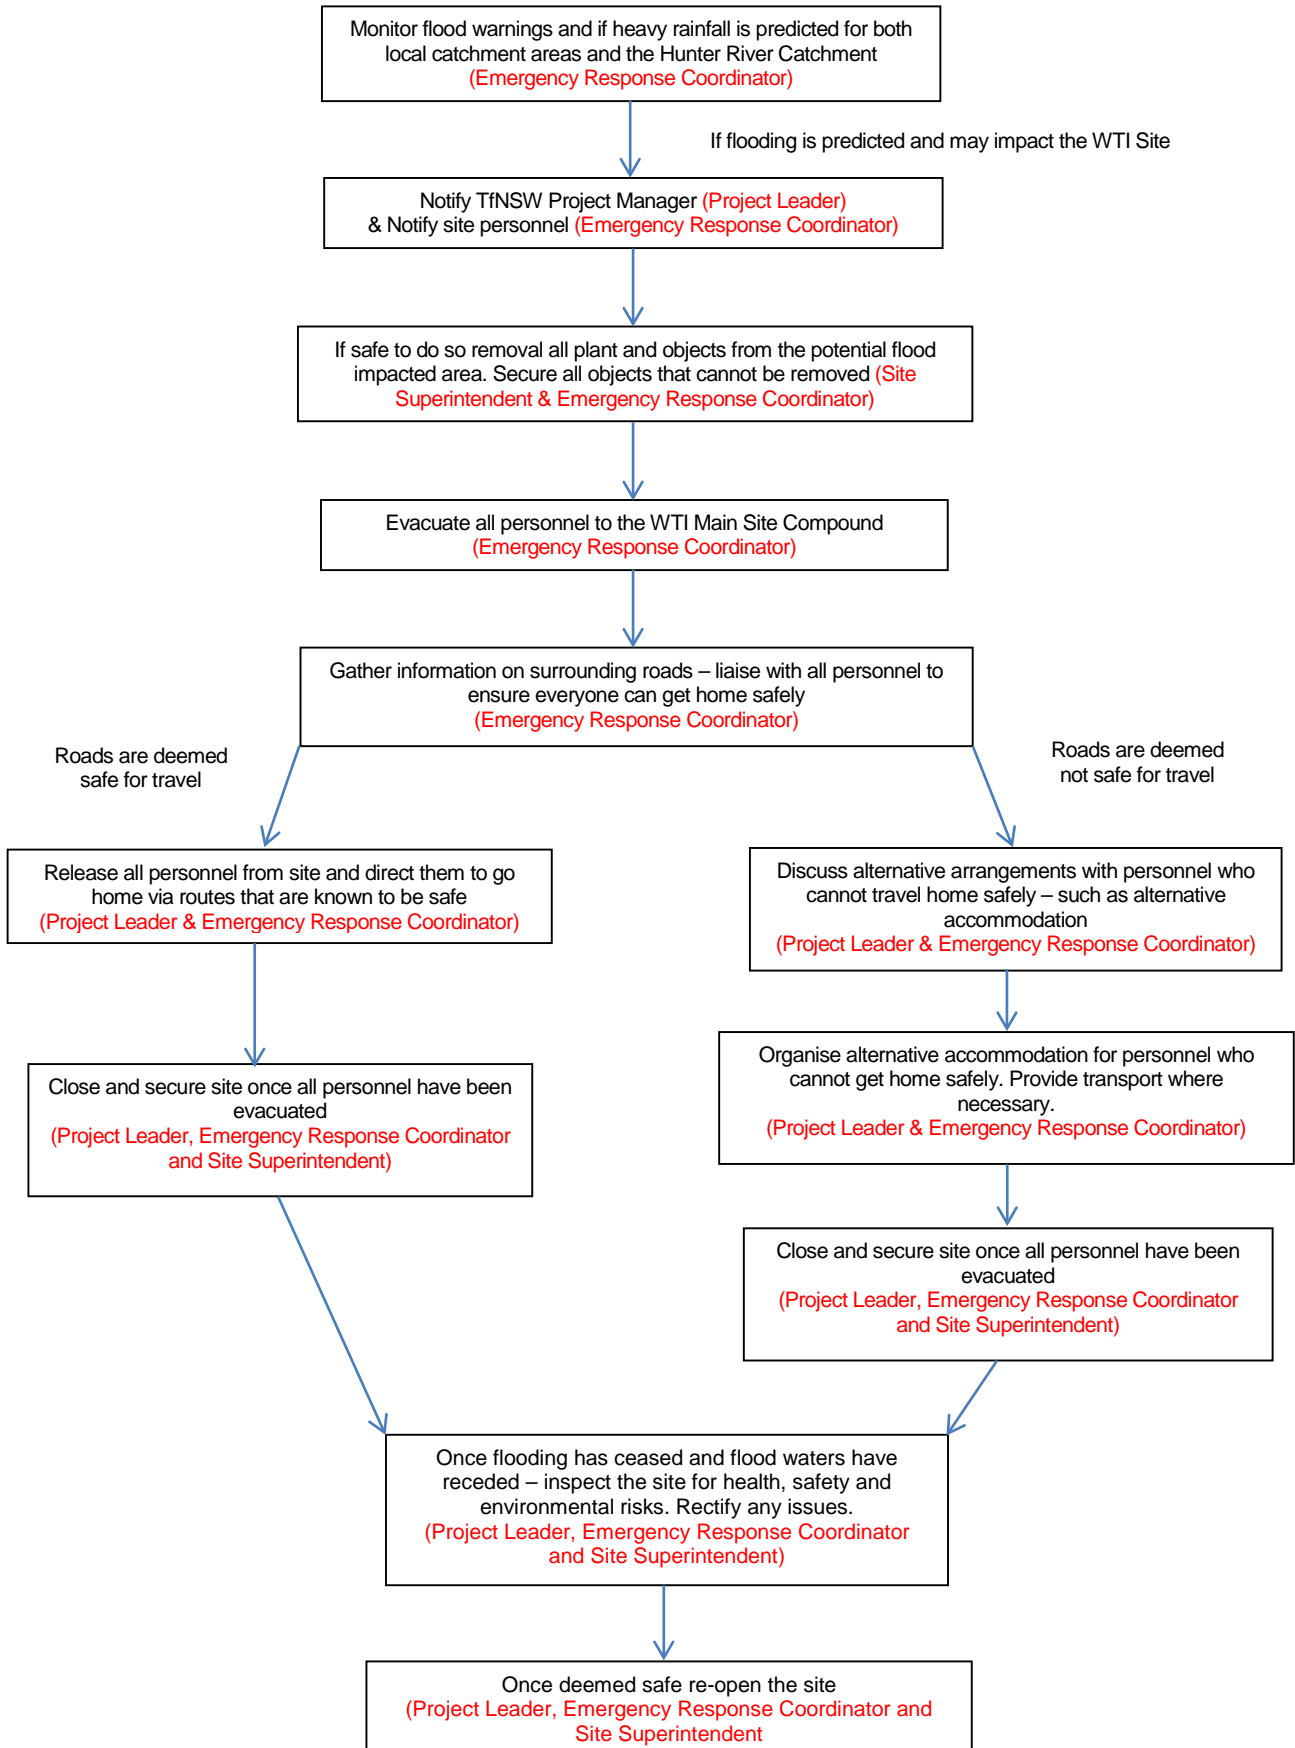 Monitor flood warnings and if heavy rainfall is predicted for both
local catchment areas and the Hunter River Catchment
(Emergency Response Coordinator)
If flooding is predicted and may impact the WTI Site
Notify TfNSW Project Manager (Project Leader)
& Notify site personnel (Emergency Response Coordinator)
If safe to do so removal all plant and objects from the potential flood
impacted area. Secure all objects that cannot be removed (Site
Superintendent & Emergency Response Coordinator)
Evacuate all personnel to the WTI Main Site Compound
(Emergency Response Coordinator)
Gather information on surrounding roads – liaise with all personnel to
ensure everyone can get home safely
(Emergency Response Coordinator)
Roads are deemed
safe for travel
Roads are deemed
not safe for travel
Release all personnel from site and direct them to go
home via routes that are known to be safe
(Project Leader & Emergency Response Coordinator)
Discuss alternative arrangements with personnel who
cannot travel home safely – such as alternative
accommodation
(Project Leader & Emergency Response Coordinator)
Close and secure site once all personnel have been
evacuated
(Project Leader, Emergency Response Coordinator
and Site Superintendent)
Organise alternative accommodation for personnel who
cannot get home safely. Provide transport where
necessary.
(Project Leader & Emergency Response Coordinator)
Close and secure site once all personnel have been
evacuated
(Project Leader, Emergency Response Coordinator
and Site Superintendent)
Once flooding has ceased and flood waters have
receded – inspect the site for health, safety and
environmental risks. Rectify any issues.
(Project Leader, Emergency Response Coordinator
and Site Superintendent)
Once deemed safe re-open the site
(Project Leader, Emergency Response Coordinator and
Site Superintendent